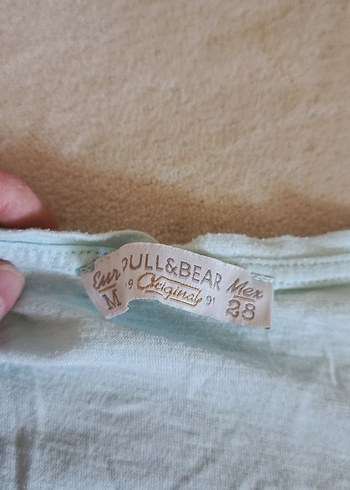 Eur PULL&BEAR Mex
M 9 Original 91 28